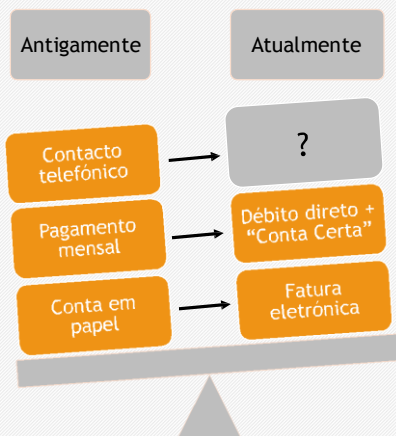 Antigamente
Atualmente
Contacto
telefónico
?
Pagamento
mensal
Débito direto +
“Conta Certa”
Conta em
papel
Fatura
eletrónica